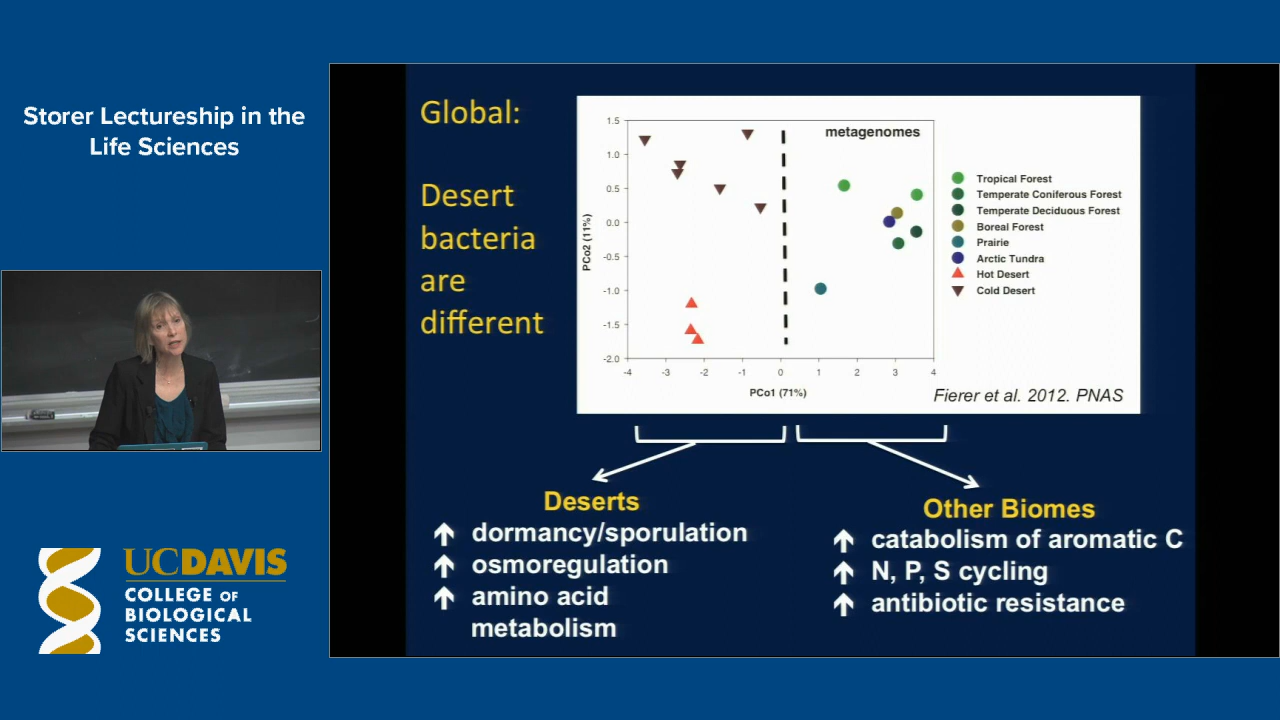 Storer Lectureship in the
Life Sciences
UCDAVIS
COLLEGE OF
BIOLOGICAL
SCIENCES
Global:
Desert
bacteria
are
different
metagenomes
PCo2 (11%)
1.5
1.0
0.5
0.0
-0.5
-1.0
-1.5
-2.0
-4 -3 -2 -1 0 1 2 3 4
PCo1 (71%)
Tropical Forest
Temperate Coniferous Forest
Temperate Deciduous Forest
Boreal Forest
Prairie
Arctic Tundra
Hot Desert
Cold Desert
Fierer et al. 2012. PNAS
Deserts
dormancy/sporulation
osmoregulation
amino acid
metabolism
Other Biomes
catabolism of aromatic C
N, P, S cycling
antibiotic resistance